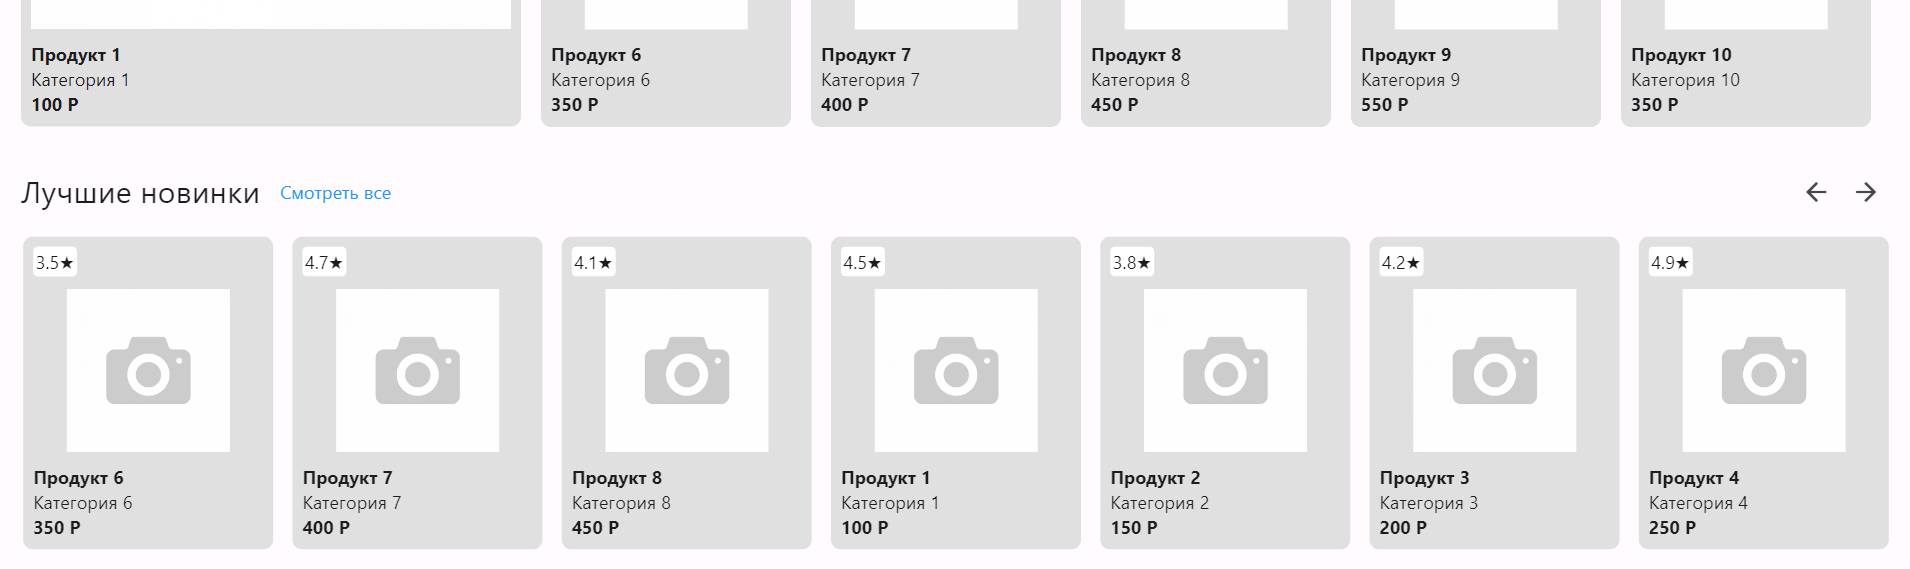 Продукт 1
Категория 1
100 Р
Продукт 6
Категория 6
350 Р
Продукт 7
Категория 7
400 Р
Продукт 8
Категория 8
450 Р
Продукт 9
Категория 9
550 Р
Продукт 10
Категория 10
350 Р
Лучшие новинки
Смотреть все
3.5★
Продукт 6
Категория 6
350 Р
4.7★
Продукт 7
Категория 7
400 Р
4.1★
Продукт 8
Категория 8
450 Р
4.5★
Продукт 1
Категория 1
100 Р
3.8★
Продукт 2
Категория 2
150 Р
4.2★
Продукт 3
Категория 3
200 Р
4.9★
Продукт 4
Категория 4
250 Р